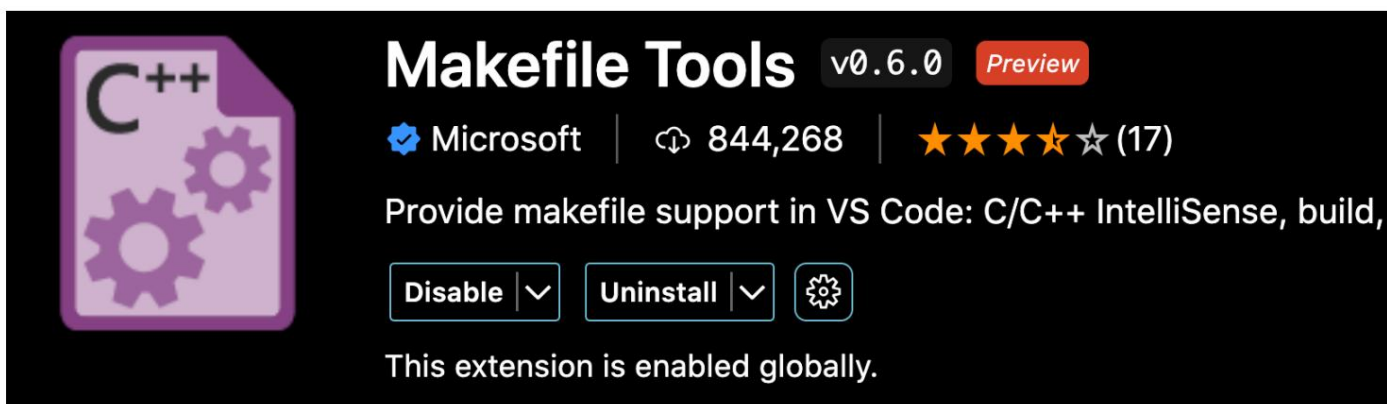 C++
Makefile Tools v0.6.0 Preview
Microsoft 844,268 (17)
Provide makefile support in VS Code: C/C++ IntelliSense, build,
Disable Uninstall
This extension is enabled globally.